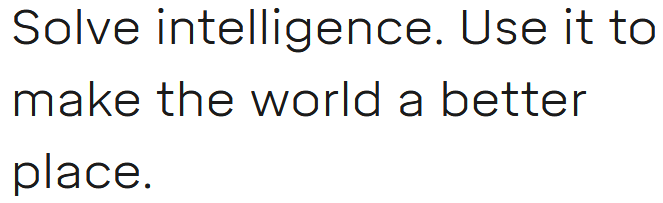 Solve intelligence. Use it to
make the world a better
place.